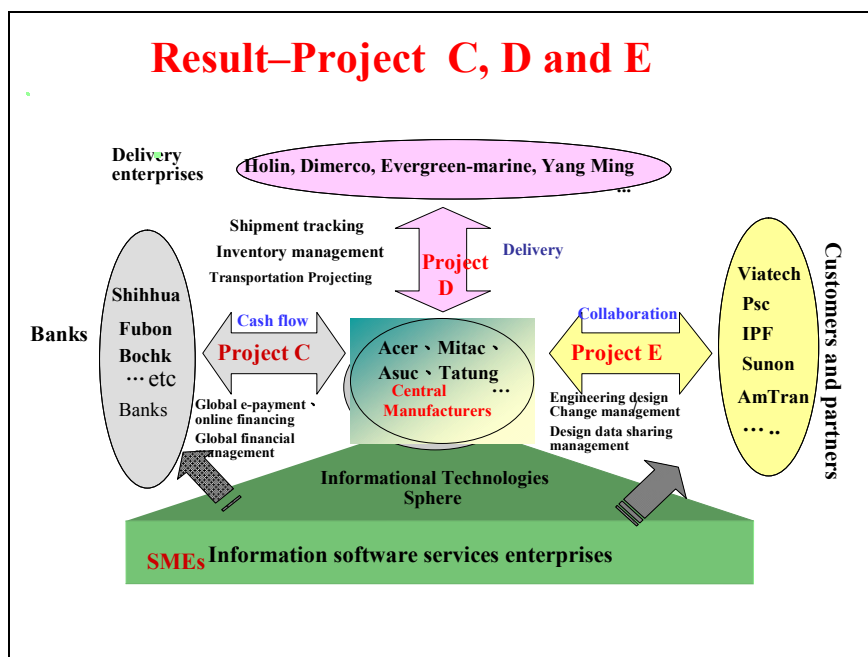 Result–Project C, D and E
Delivery
enterprises
Holin, Dimerco, Evergreen-marine, Yang Ming
...
Shipment tracking
Inventory management
Transportation Projecting
Project
D
Delivery
Banks
Shihhua
Fubon
Bochk
…etc
Banks
Cash flow
Project C
Global e-payment、
online financing
Global financial
management
Acer、Mitac、
Asuc、Tatung
…
Central
Manufacturers
Collaboration
Project E
Engineering design
Change management
Design data sharing
management
Viatech
Psc
IPF
Sunon
AmTran
… ..
Customers and partners
Informational Technologies
Sphere
SMEs Information software services enterprises